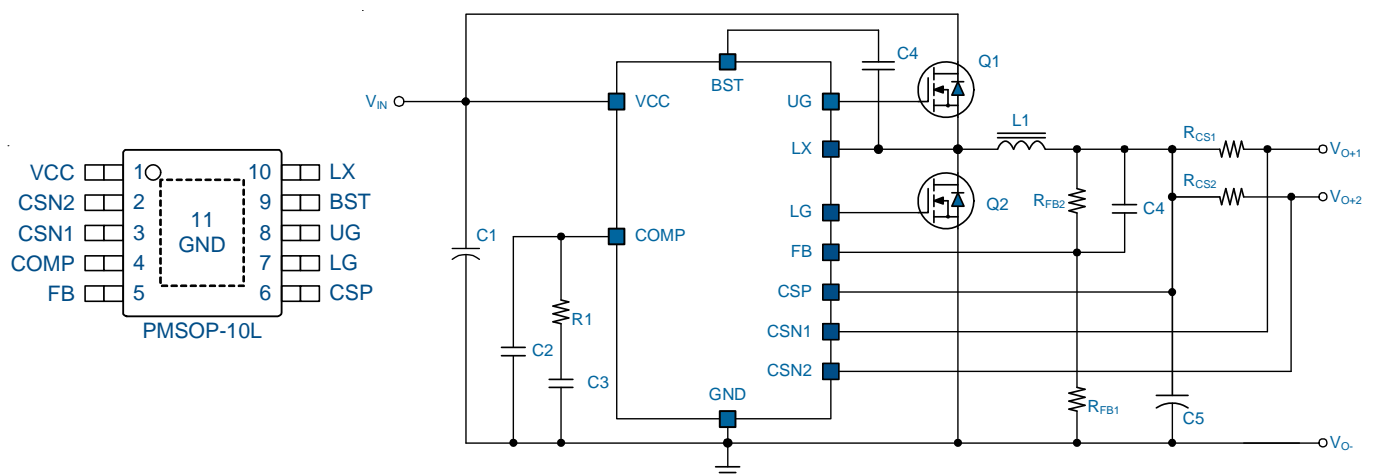 VCC 1 10 LX
CSN2 2 9 BST
CSN1 3 11 8 UG
GND
COMP 4 7 LG
FB 5 6 CSP
PMSOP-10L
VIN
C1
C2
R1
C3
VCC
COMP
BST
UG
LX
LG
FB
CSP
CSN1
CSN2
GND
C4
Q1
Q2
L1
RFB2
C4
RFB1
C5
RCS1
RCS2
VO+1
VO+2
VO-